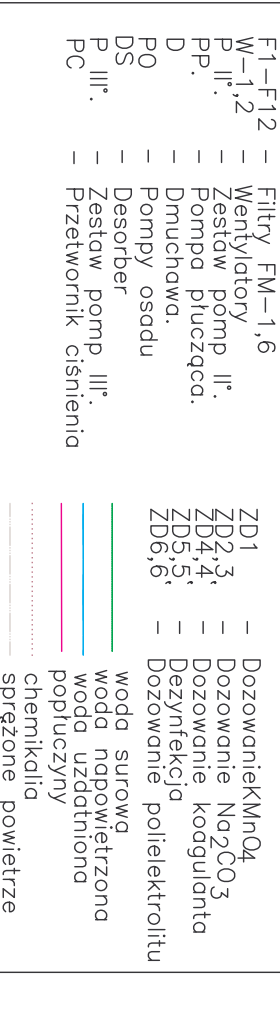 F1-F12 - Filtry FM-1,6
W-1,2 - Wentylatory
P II°. - Zestaw pomp II°.
PP. - Pompa płucząca.
D - Dmuchawa.
PO - Pompy osadu
DS - Desorber
P III°. - Zestaw pomp III°.
PC - Przetwornik ciśnienia
ZD1 - DozowanieKMnO4
ZD2,3, - Dozowanie Na2CO3
ZD4,4, - Dozowanie koagulanta
ZD5,5, - Dezynfekcja
ZD6,6, - Dozowanie polielektrolitu
woda surowa
woda napowietrzona
woda uzdatniona
popłuczyny
chemikalia
sprężone powietrze